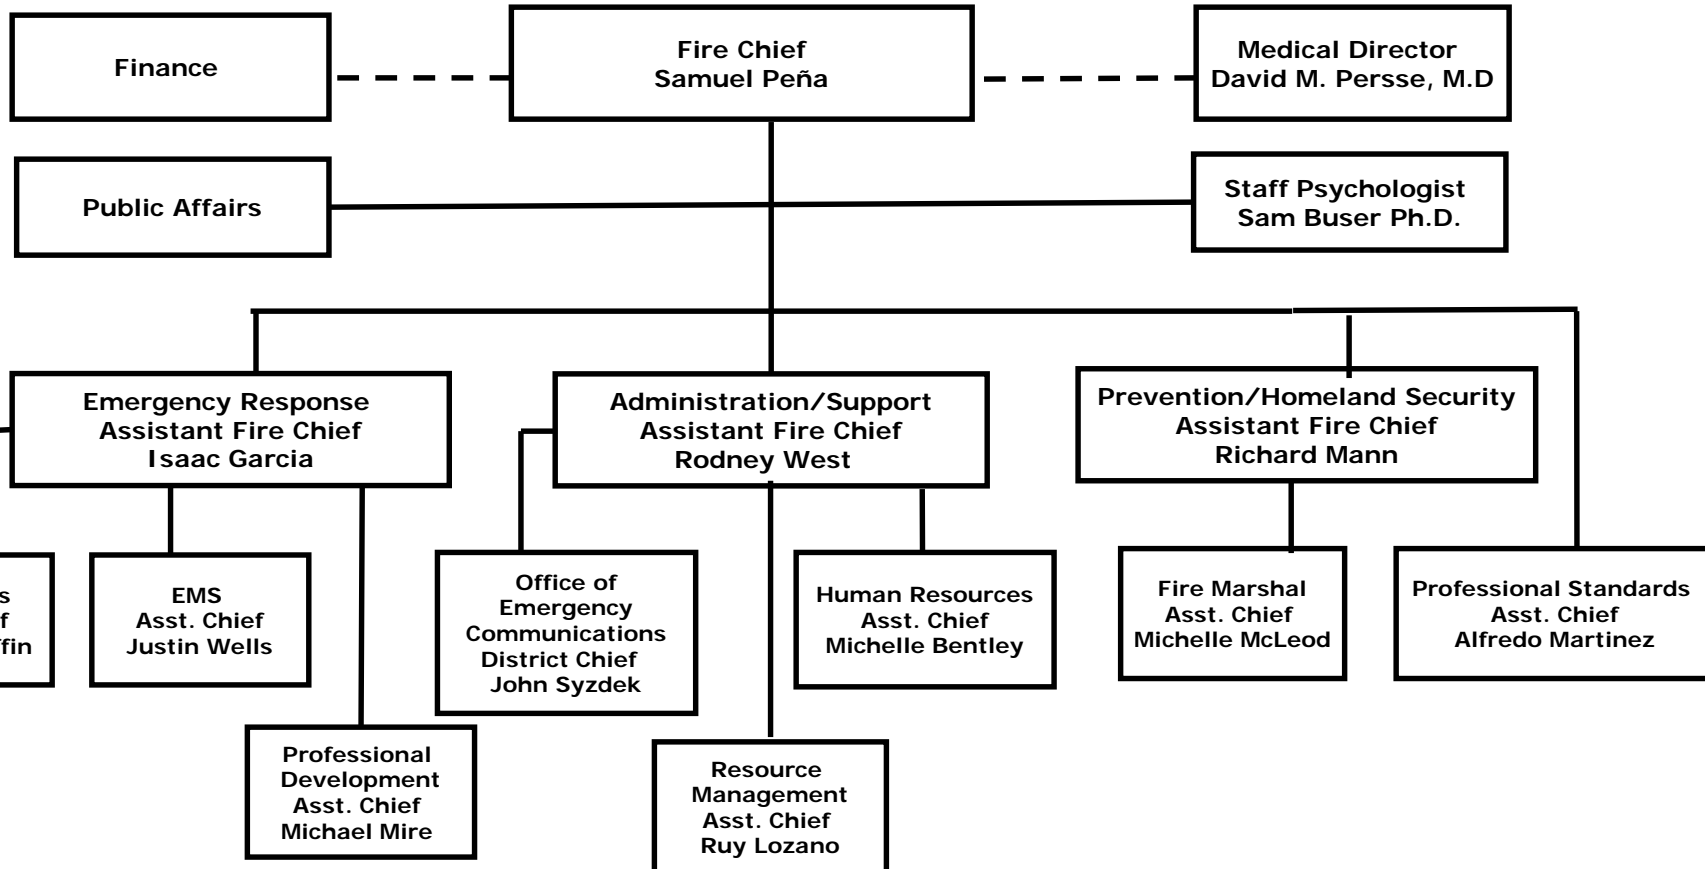 Finance
Fire Chief
Samuel Peña
Medical Director
David M. Persse, M.D
Public Affairs
Staff Psychologist
Sam Buser Ph.D.
Emergency Response
Assistant Fire Chief
Isaac Garcia
Administration/Support
Assistant Fire Chief
Rodney West
Prevention/Homeland Security
Assistant Fire Chief
Richard Mann
EMS
Asst. Chief
Justin Wells
Office of
Emergency
Communications
District Chief
John Syzdek
Human Resources
Asst. Chief
Michelle Bentley
Fire Marshal
Asst. Chief
Michelle McLeod
Professional Standards
Asst. Chief
Alfredo Martinez
Professional
Development
Asst. Chief
Michael Mire
Resource
Management
Asst. Chief
Ruy Lozano